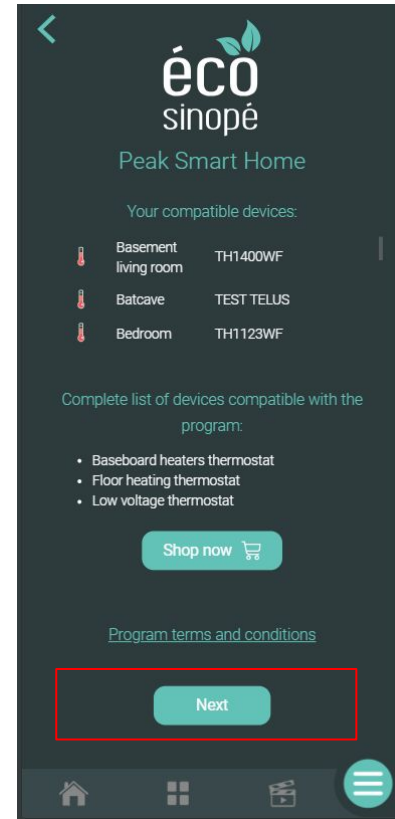 éco
sinopé
Peak Smart Home
Your compatible devices:
Basement
living room
TH1400WF
Batcave TEST TELUS
Bedroom TH1123WF
Complete list of devices compatible with the
program:
• Baseboard heaters thermostat
• Floor heating thermostat
• Low voltage thermostat
Shop now
Program terms and conditions
Next